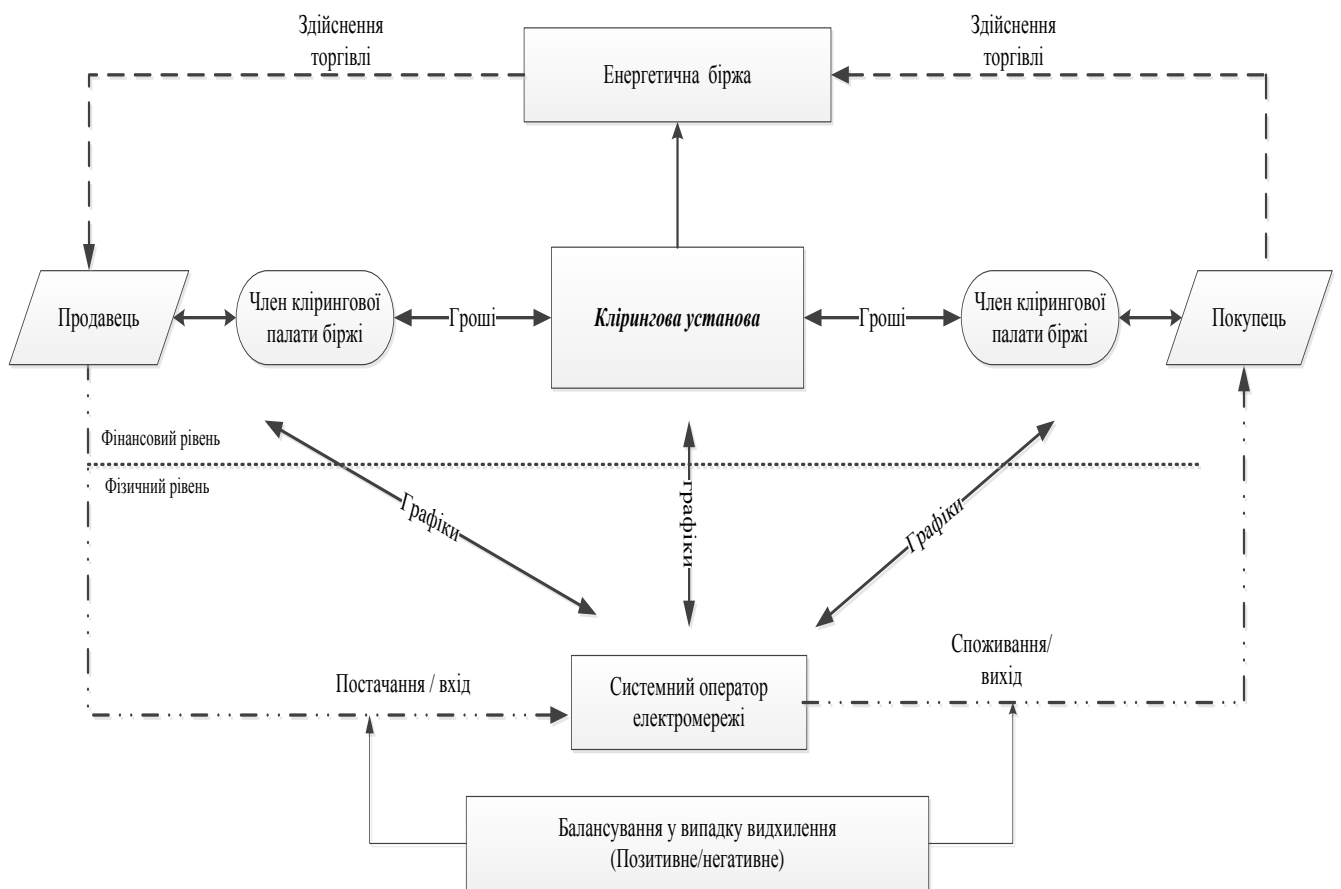 Здійснення
торгівлі
Енергетична біржа
Здійснення
торгівлі
Продавець
Член клірингової
палати біржі
Гроші
Клірингова установа
Гроші
Член клірингової
палати біржі
Покупець
Фінансовий рівень
Фізичний рівень
Графіки
графіки
Графіки
Постачання / вхід
Системний оператор
електромережі
Споживання/
вихід
Балансування у випадку видхилення
(Позитивне/негативне)